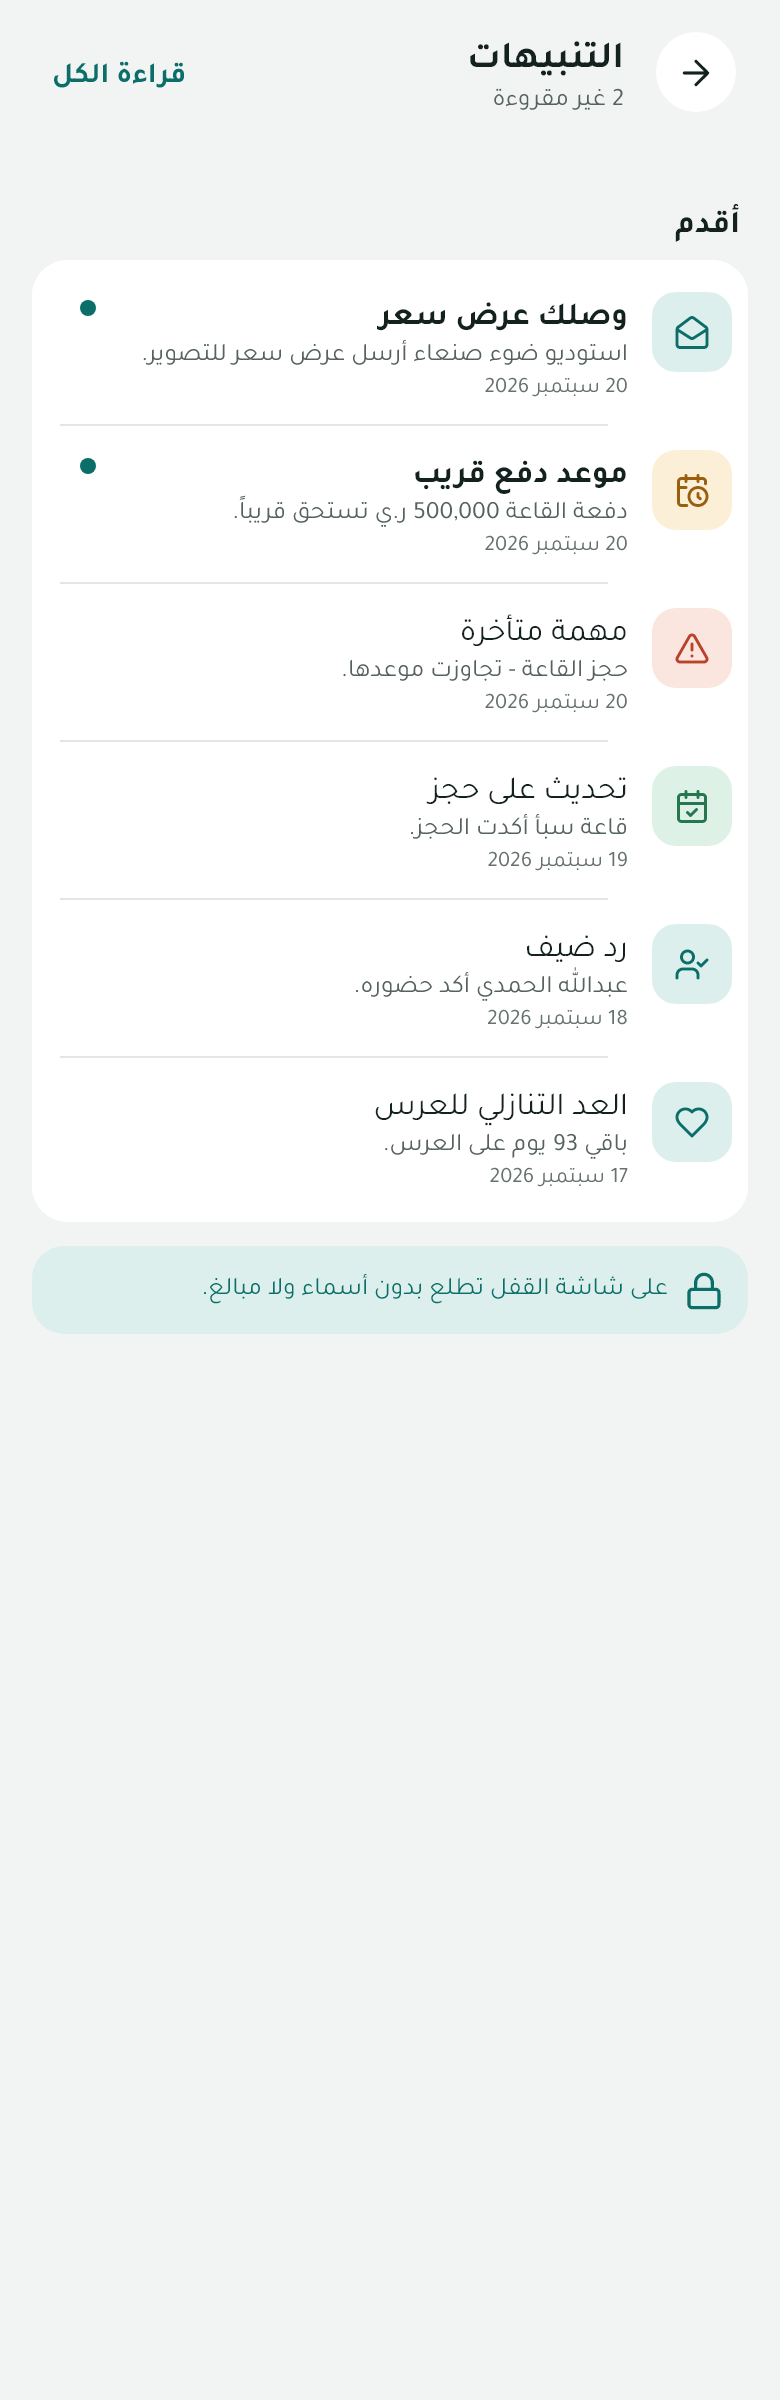 التنبيهات
2 غير مقروءة
قراءة الكل
أقدم
وصلك عرض سعر
استوديو ضوء صنعاء أرسل عرض سعر للتصوير.
20 سبتمبر 2026
موعد دفع قريب
دفعة القاعة 500,000 ر.ي تستحق قريباً.
20 سبتمبر 2026
مهمة متأخرة
حجز القاعة - تجاوزت موعدها.
20 سبتمبر 2026
تحديث على حجز
قاعة سبأ أكدت الحجز.
19 سبتمبر 2026
رد ضيف
عبدالله الحمدي أكد حضوره.
18 سبتمبر 2026
العد التنازلي للعرس
باقي 93 يوم على العرس.
17 سبتمبر 2026
على شاشة القفل تطلع بدون أسماء ولا مبالغ.